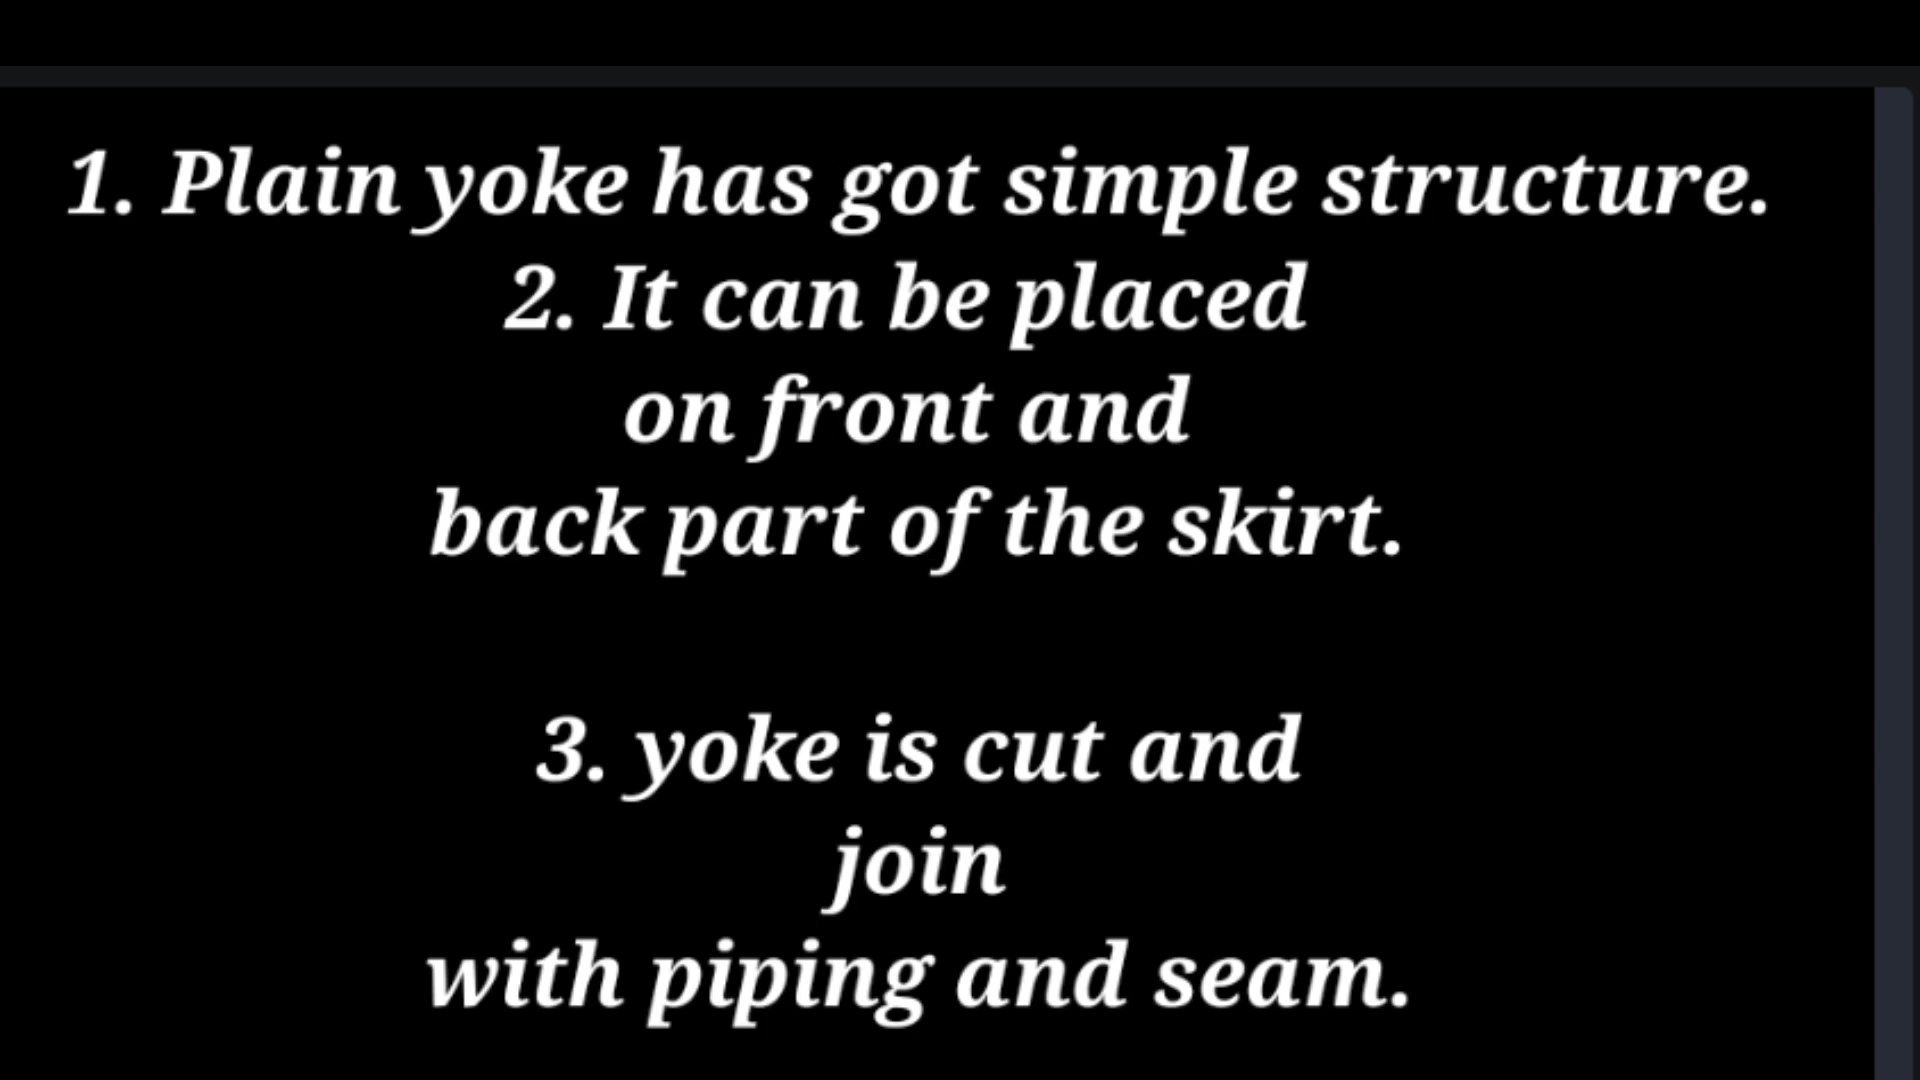 1. Plain yoke has got simple structure.
2. It can be placed
on front and
back part of the skirt.
3. yoke is cut and
join
with piping and seam.